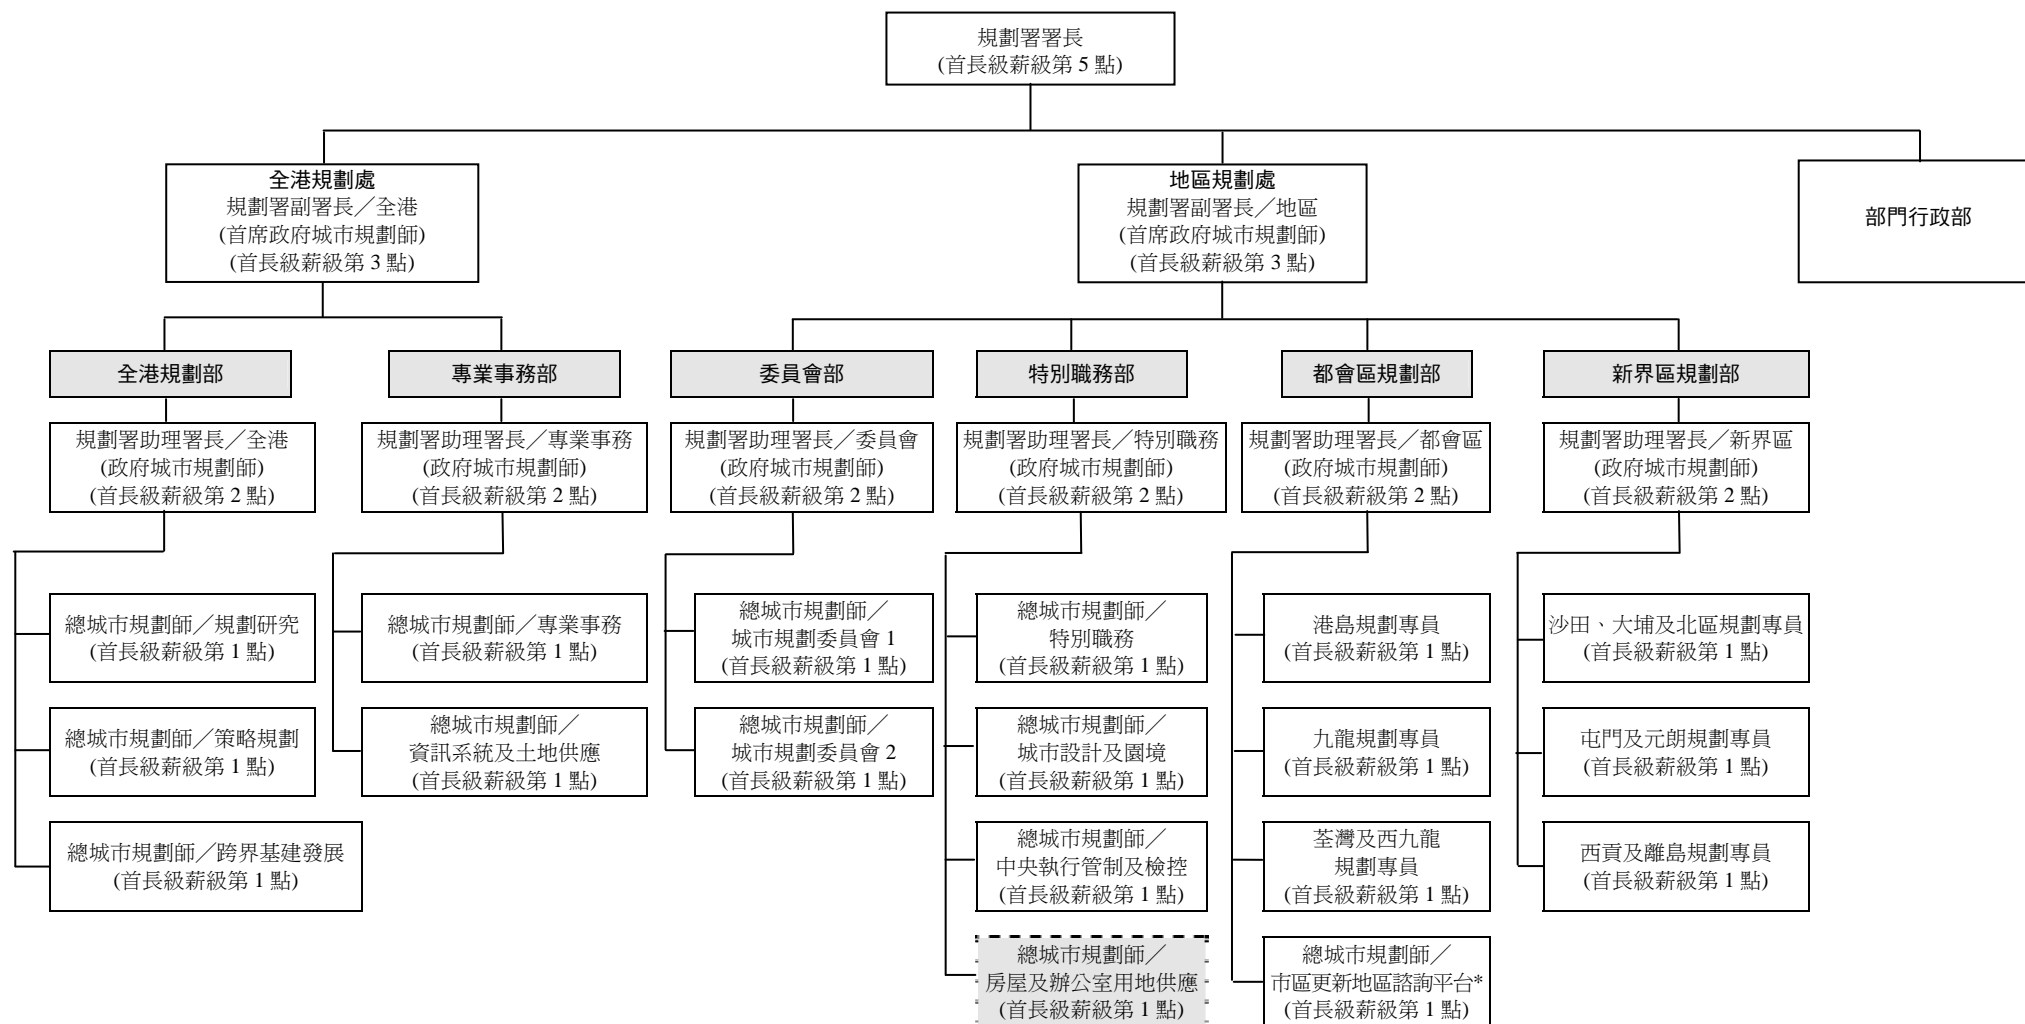 規劃署署長
(首長級薪級第 5 點)
全港規劃處
規劃署副署長／全港
(首席政府城市規劃師)
(首長級薪級第 3 點)
地區規劃處
規劃署副署長／地區
(首席政府城市規劃師)
(首長級薪級第 3 點)
部門行政部
全港規劃部
專業事務部
委員會部
特別職務部
都會區規劃部
新界區規劃部
規劃署助理署長／全港
(政府城市規劃師)
(首長級薪級第 2 點)
規劃署助理署長／專業事務
(政府城市規劃師)
(首長級薪級第 2 點)
規劃署助理署長／委員會
(政府城市規劃師)
(首長級薪級第 2 點)
規劃署助理署長／特別職務
(政府城市規劃師)
(首長級薪級第 2 點)
規劃署助理署長／都會區
(政府城市規劃師)
(首長級薪級第 2 點)
規劃署助理署長／新界區
(政府城市規劃師)
(首長級薪級第 2 點)
總城市規劃師／規劃研究
(首長級薪級第 1 點)
總城市規劃師／專業事務
(首長級薪級第 1 點)
總城市規劃師／
城市規劃委員會 1
(首長級薪級第 1 點)
總城市規劃師／
特別職務
(首長級薪級第 1 點)
港島規劃專員
(首長級薪級第 1 點)
沙田、大埔及北區規劃專員
(首長級薪級第 1 點)
總城市規劃師／策略規劃
(首長級薪級第 1 點)
總城市規劃師／
資訊系統及土地供應
(首長級薪級第 1 點)
總城市規劃師／
城市規劃委員會 2
(首長級薪級第 1 點)
總城市規劃師／
城市設計及園境
(首長級薪級第 1 點)
九龍規劃專員
(首長級薪級第 1 點)
屯門及元朗規劃專員
(首長級薪級第 1 點)
總城市規劃師／跨界基建發展
(首長級薪級第 1 點)
總城市規劃師／
中央執行管制及檢控
(首長級薪級第 1 點)
荃灣及西九龍
規劃專員
(首長級薪級第 1 點)
西貢及離島規劃專員
(首長級薪級第 1 點)
總城市規劃師／
房屋及辦公室用地供應
(首長級薪級第 1 點)
總城市規劃師／
市區更新地區諮詢平台*
(首長級薪級第 1 點)